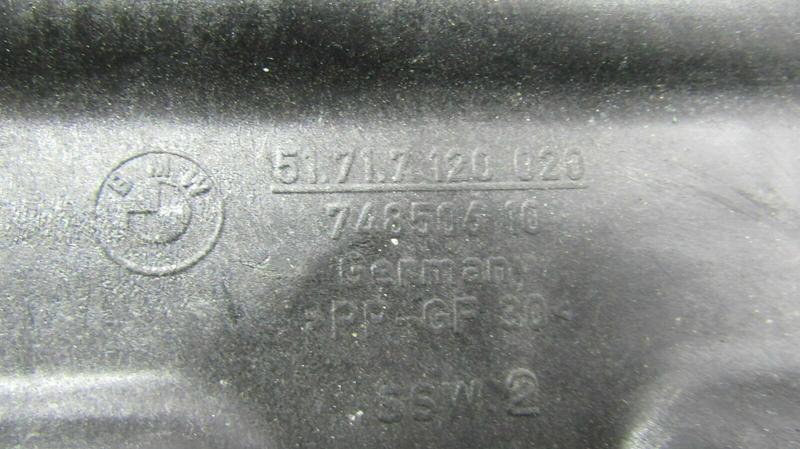 BMW
51.71.7 120 020
748506 10
Germany
>PP-GF 30<
SSW 2